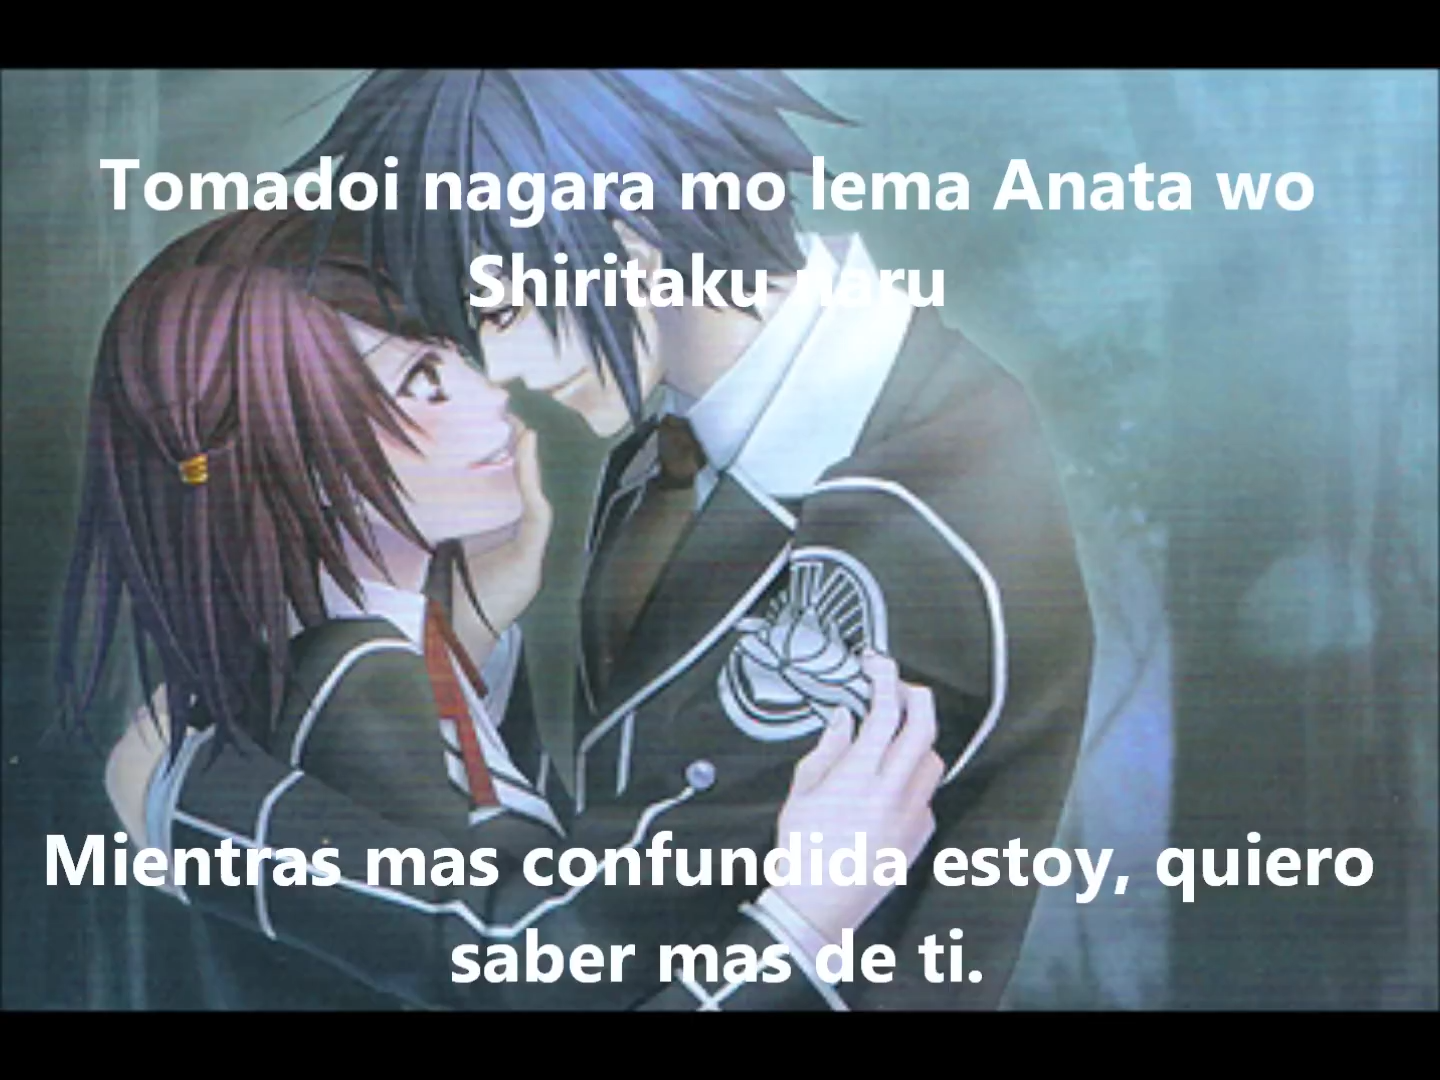 Tomadoi nagara mo lema Anata wo
Shiritaku naru
Mientras mas confundida estoy, quiero
saber mas de ti.